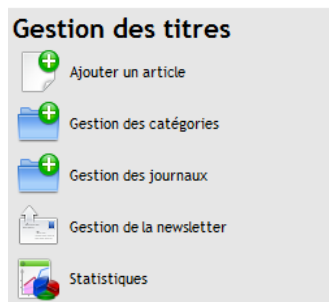 Gestion des titres
Ajouter un article
Gestion des catégories
Gestion des journaux
Gestion de la newsletter
Statistiques